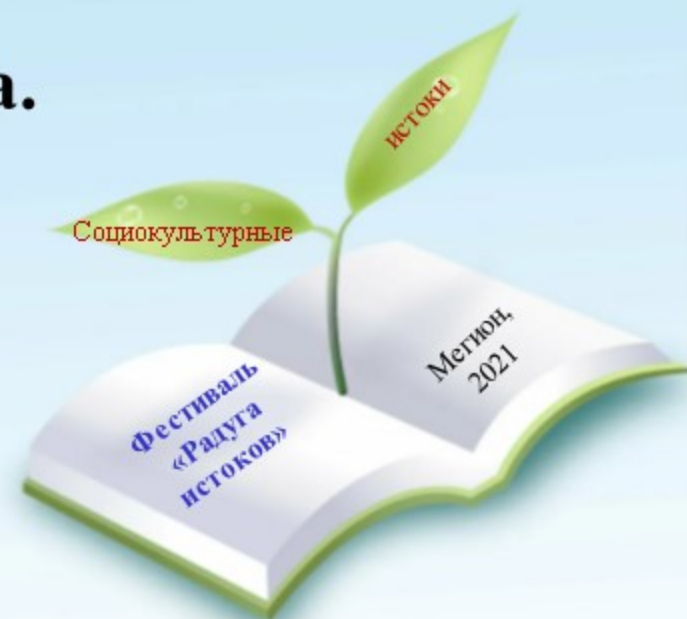 а.
истоки
Социокультурные
Мегион,
2021
Фестиваль
«Радуга
истоков»